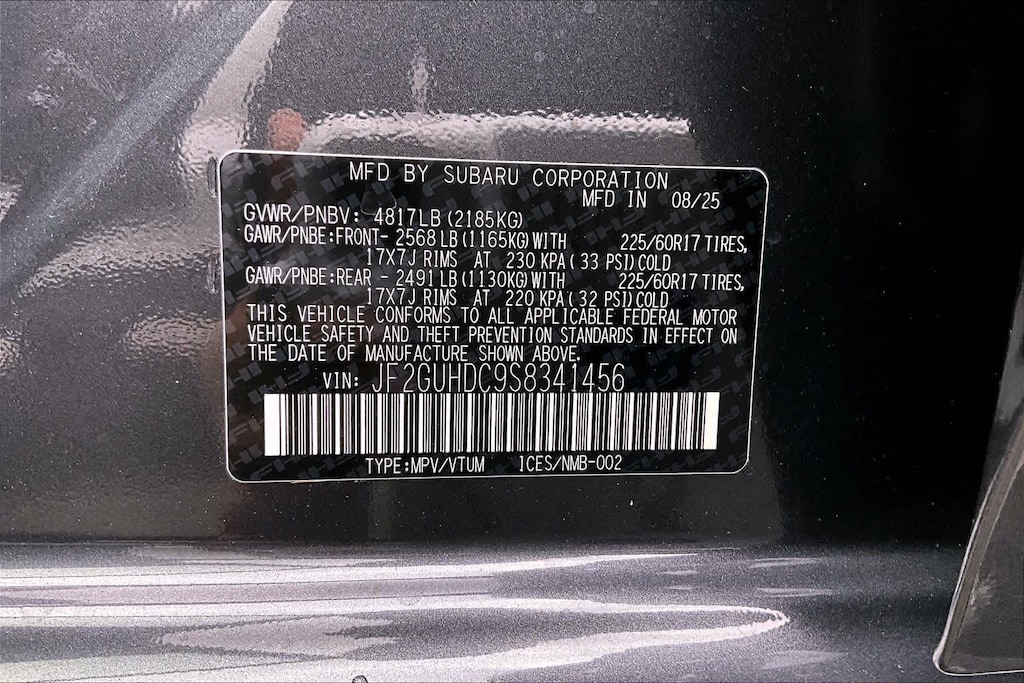 MFD BY SUBARU CORPORATION
MFD IN 08/25
GVWR/PNBV: 4817LB (2185KG)
GAWR/PNBE:FRONT- 2568 LB (1165KG) WITH 225/60R17 TIRES,
17X7J RIMS AT 230 KPA ( 33 PSI) COLD
GAWR/PNBE:REAR - 2491 LB (1130KG) WITH 225/60R17 TIRES,
17X7J RIMS AT 220 KPA ( 32 PSI) COLD
THIS VEHICLE CONFORMS TO ALL APPLICABLE FEDERAL MOTOR
VEHICLE SAFETY AND THEFT PREVENTION STANDARDS IN EFFECT ON
THE DATE OF MANUFACTURE SHOWN ABOVE.
VIN: JF2GUHDC9S8341456
TYPE:MPV/VTUM ICES/NMB-002